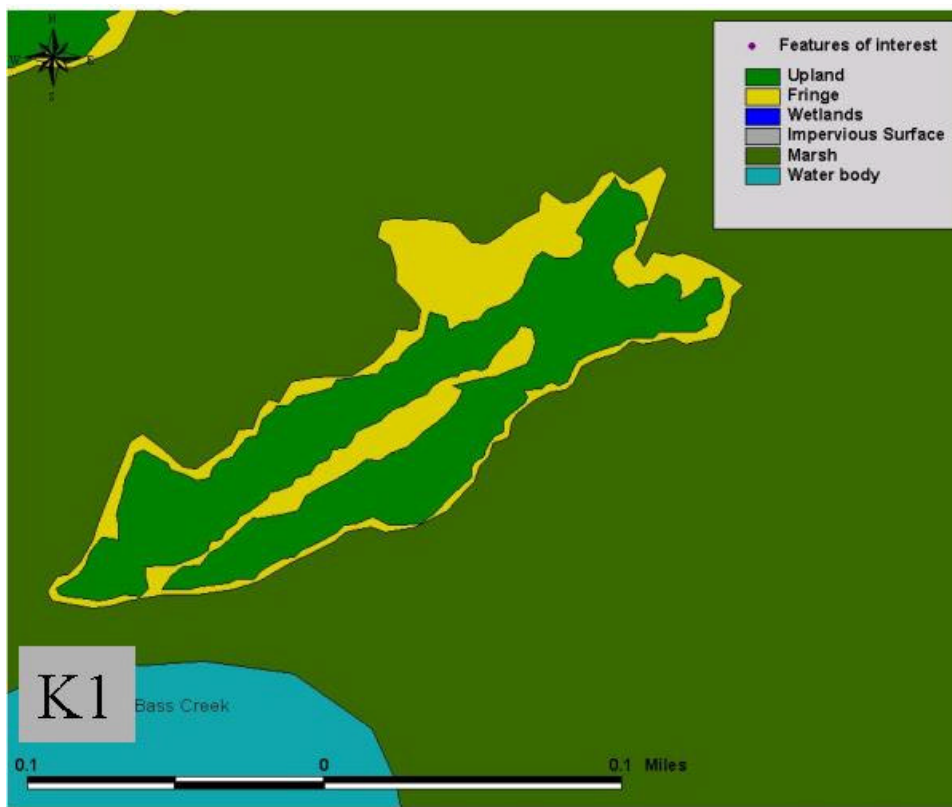 N
W E
S
Features of interest
Upland
Fringe
Wetlands
Impervious Surface
Marsh
Water body
K1
Bass Creek
0.1 0 0.1 Miles